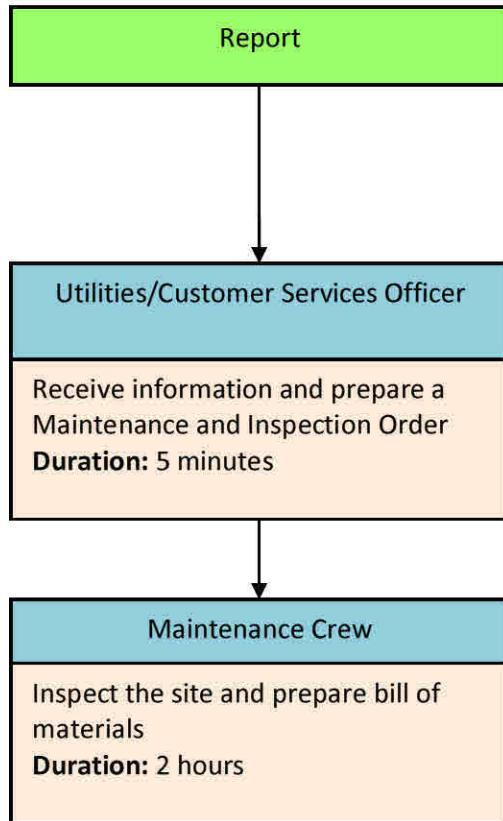 Report
Utilities/Customer Services Officer
Receive information and prepare a
Maintenance and Inspection Order
Duration: 5 minutes
Maintenance Crew
Inspect the site and prepare bill of
materials
Duration: 2 hours